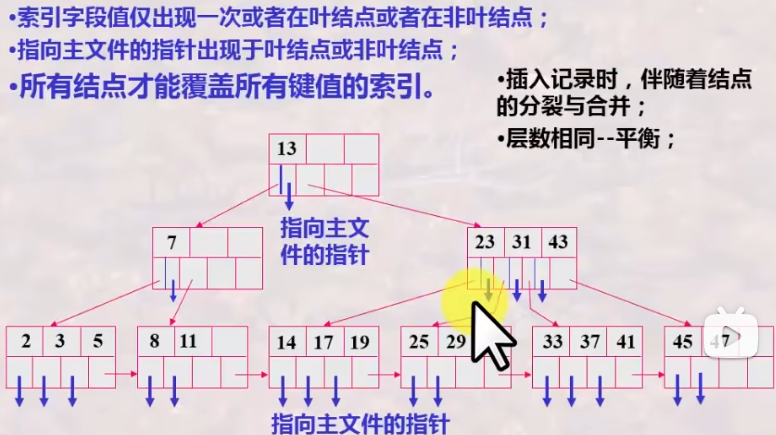 •索引字段值仅出现一次或者在叶结点或者在非叶结点；
•指向主文件的指针出现于叶结点或非叶结点；
•所有结点才能覆盖所有键值的索引。
•插入记录时，伴随着结点
的分裂与合并；
•层数相同--平衡；
13
指向主文
件的指针
7
23 31 43
2 3 5
8 11
14 17 19
25 29
33 37 41
45 47
指向主文件的指针